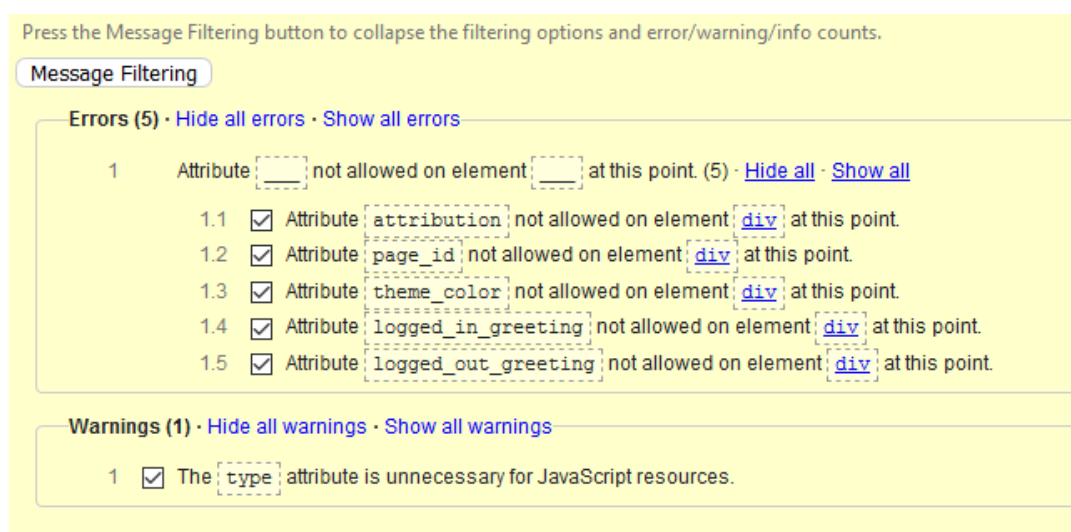 Press the Message Filtering button to collapse the filtering options and error/warning/info counts.
Message Filtering
Errors (5) · Hide all errors · Show all errors
1 Attribute ___ not allowed on element ___ at this point. (5) · Hide all · Show all
1.1 Attribute attribution not allowed on element div at this point.
1.2 Attribute page_id not allowed on element div at this point.
1.3 Attribute theme_color not allowed on element div at this point.
1.4 Attribute logged_in_greeting not allowed on element div at this point.
1.5 Attribute logged_out_greeting not allowed on element div at this point.
Warnings (1) · Hide all warnings · Show all warnings
1 The type attribute is unnecessary for JavaScript resources.